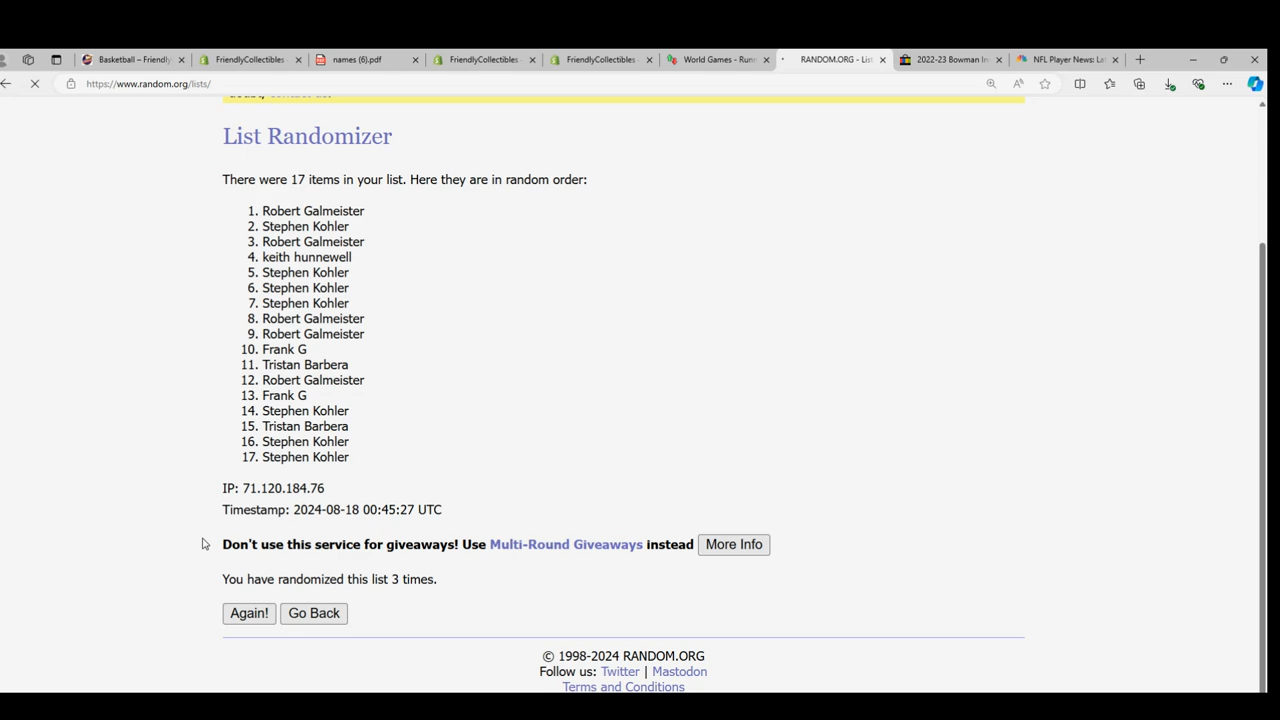 Basketball – Friendly
FriendlyCollectibles
names (6).pdf
FriendlyCollectibles
FriendlyCollectibles
World Games - Run
RANDOM.ORG - List
2022-23 Bowman In
NFL Player News: La
https://www.random.org/lists/
List Randomizer
There were 17 items in your list. Here they are in random order:
1. Robert Galmeister
2. Stephen Kohler
3. Robert Galmeister
4. keith hunnewell
5. Stephen Kohler
6. Stephen Kohler
7. Stephen Kohler
8. Robert Galmeister
9. Robert Galmeister
10. Frank G
11. Tristan Barbera
12. Robert Galmeister
13. Frank G
14. Stephen Kohler
15. Tristan Barbera
16. Stephen Kohler
17. Stephen Kohler
IP: 71.120.184.76
Timestamp: 2024-08-18 00:45:27 UTC
Don't use this service for giveaways! Use Multi-Round Giveaways instead More Info
You have randomized this list 3 times.
Again! Go Back
© 1998-2024 RANDOM.ORG
Follow us: Twitter | Mastodon
Terms and Conditions